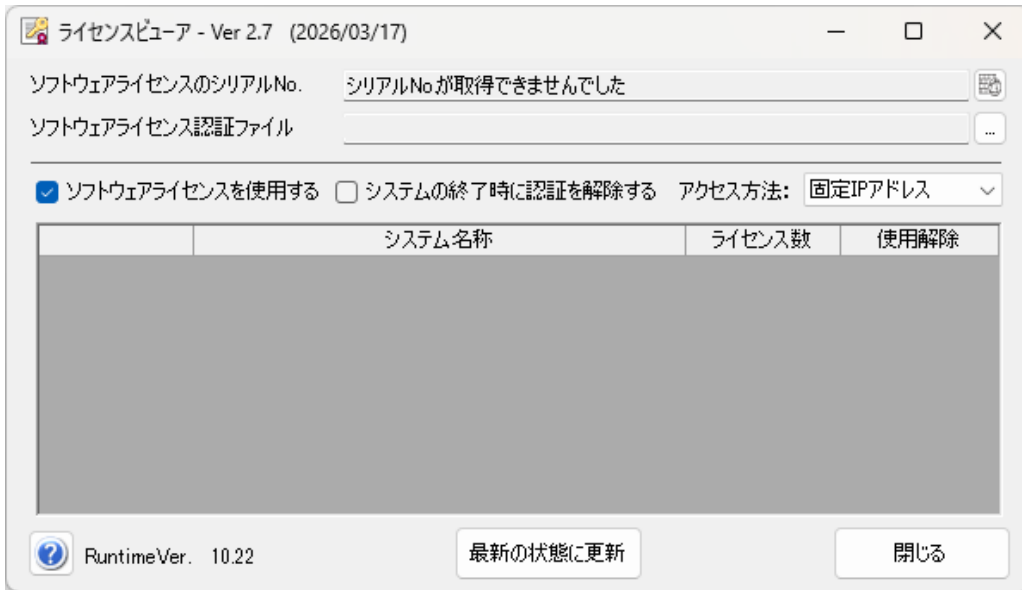 ライセンスビューア - Ver 2.7 (2026/03/17)
ソフトウェアライセンスのシリアルNo. シリアルNo.が取得できませんでした
ソフトウェアライセンス認証ファイル ...
ソフトウェアライセンスを使用する システムの終了時に認証を解除する アクセス方法: 固定IPアドレス
システム名称 ライセンス数 使用解除
RuntimeVer. 10.22 最新の状態に更新 閉じる